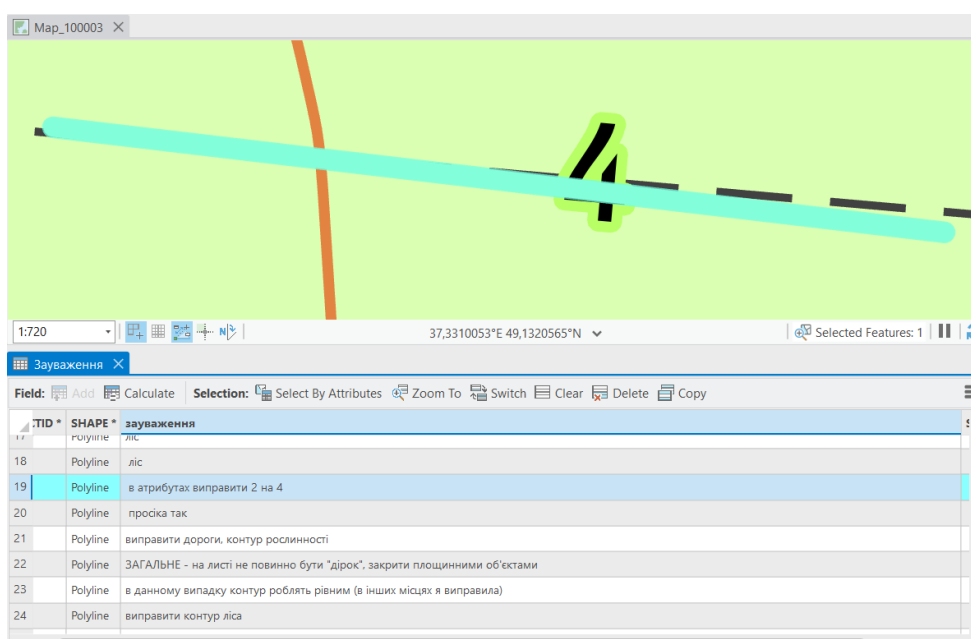 Map_100003
4
1:720
37,3310053°E 49,1320565°N
Selected Features: 1
Зауваження
Field: Add Calculate Selection: Select By Attributes Zoom To Switch Clear Delete Copy
TID * SHAPE * зауваження
17 Polyline ліс
18 Polyline ліс
19 Polyline в атрибутах виправити 2 на 4
20 Polyline просіка так
21 Polyline виправити дороги, контур рослинності
22 Polyline ЗАГАЛЬНЕ - на листі не повинно бути "дірок", закрити площинними об'єктами
23 Polyline в данному випадку контур роблять рівним (в інших місцях я виправила)
24 Polyline виправити контур ліса